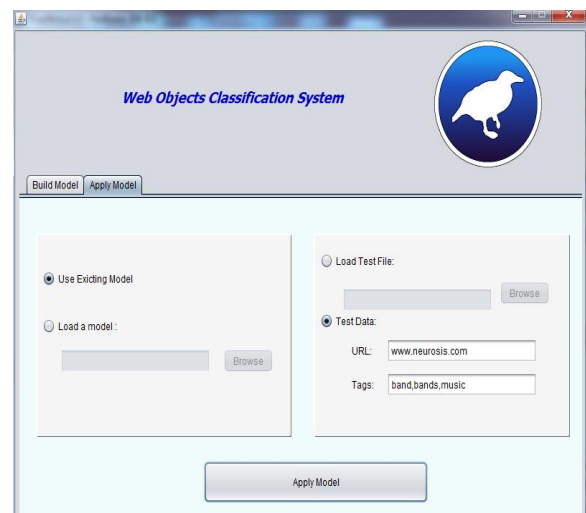 Web Objects Classification System
Build Model
Apply Model
Use Exicting Model
Load a model :
Browse
Load Test File:
Browse
Test Data:
URL:
www.neurosis.com
Tags:
band,bands,music
Apply Model